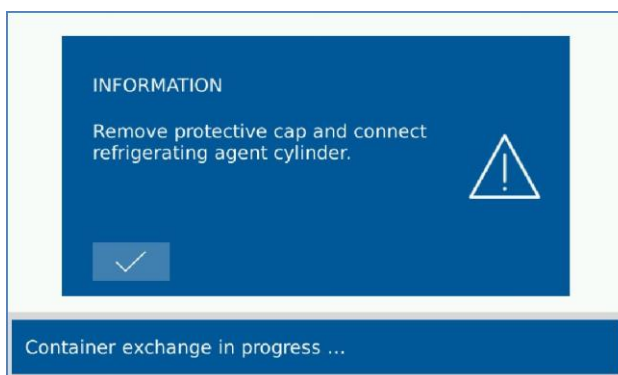 INFORMATION
Remove protective cap and connect
refrigerating agent cylinder.
Container exchange in progress ...